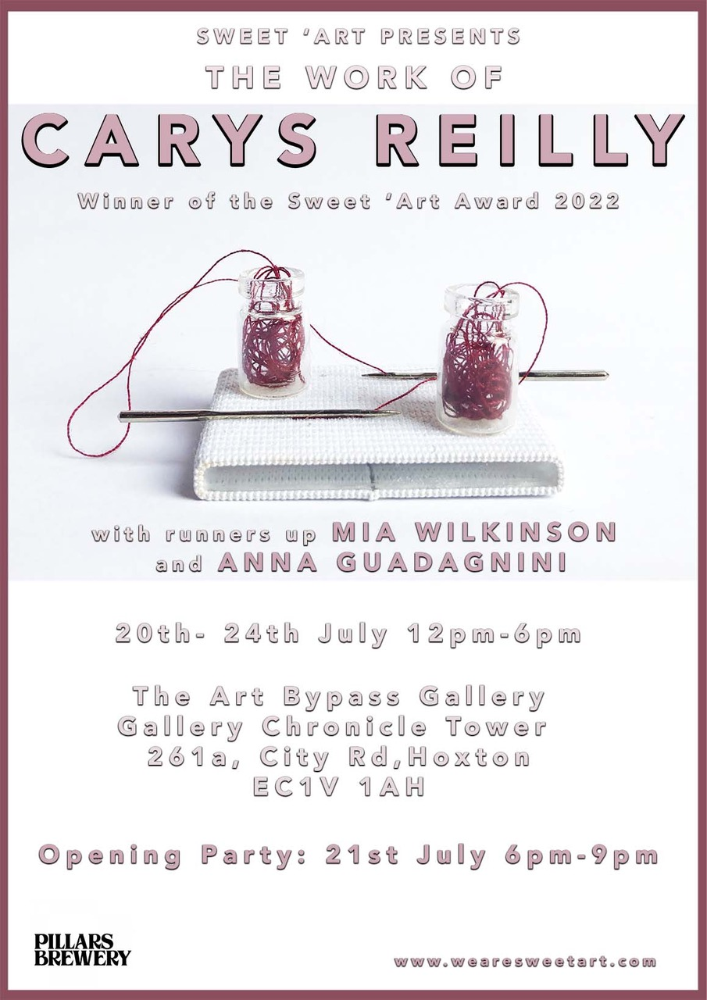 SWEET ‘ART PRESENTS
THE WORK OF
CARYS REILLY
Winner of the Sweet ‘Art Award 2022
with runners up MIA WILKINSON
and ANNA GUADAGNINI
20th- 24th July 12pm-6pm
The Art Bypass Gallery
Gallery Chronicle Tower
261a, City Rd,Hoxton
EC1V 1AH
Opening Party: 21st July 6pm-9pm
PILLARS
BREWERY
www.wearesweetart.com